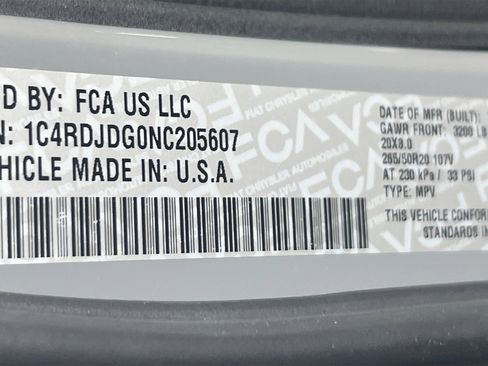 D BY: FCA US LLC
N: 1C4RDJDG0NC205607
EHICLE MADE IN: U.S.A.
DATE OF MFR (BUILT):
GAWR FRONT: 3200 LB
20X8.0
265/50R20 107V
AT 230 kPa / 33 PSI
TYPE: MPV
THIS VEHICLE CONFOR
STANDARDS IN